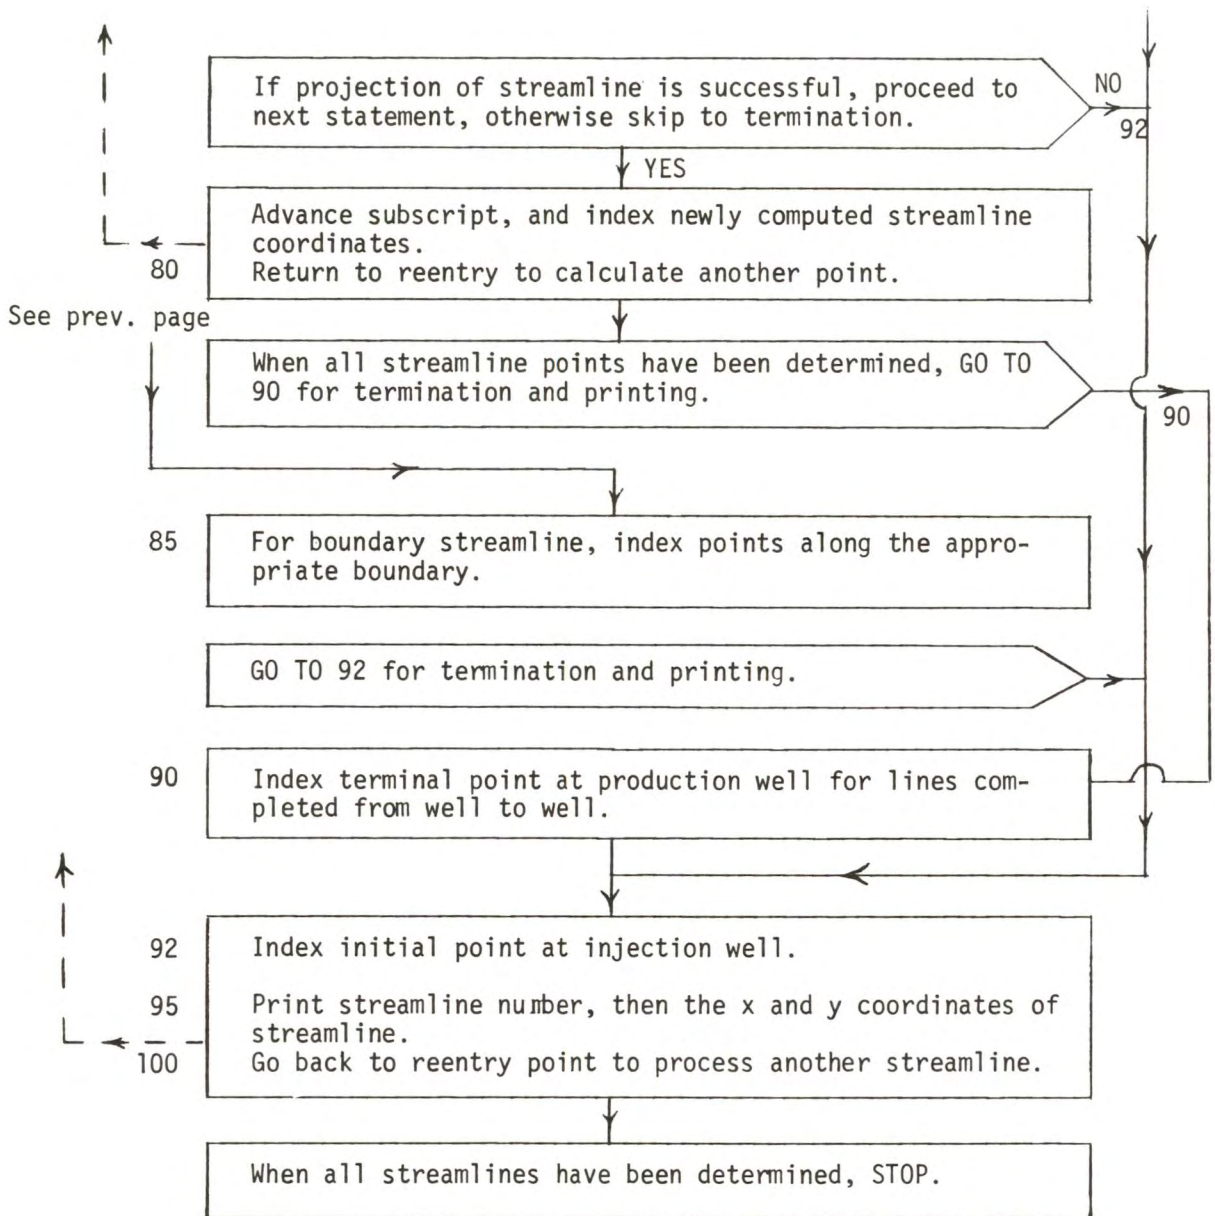 If projection of streamline is successful, proceed to
NO
next statement, otherwise skip to termination.
92
YES
Advance subscript, and index newly computed streamline
coordinates.
80
Return to reentry to calculate another point.
See prev. page
When all streamline points have been determined, GO TO
90 for termination and printing.
90
85
For boundary streamline, index points along the appro-
priate boundary.
GO TO 92 for termination and printing.
90
Index terminal point at production well for lines com-
pleted from well to well.
92
Index initial point at injection well.
95
Print streamline number, then the x and y coordinates of
streamline.
100
Go back to reentry point to process another streamline.
When all streamlines have been determined, STOP.